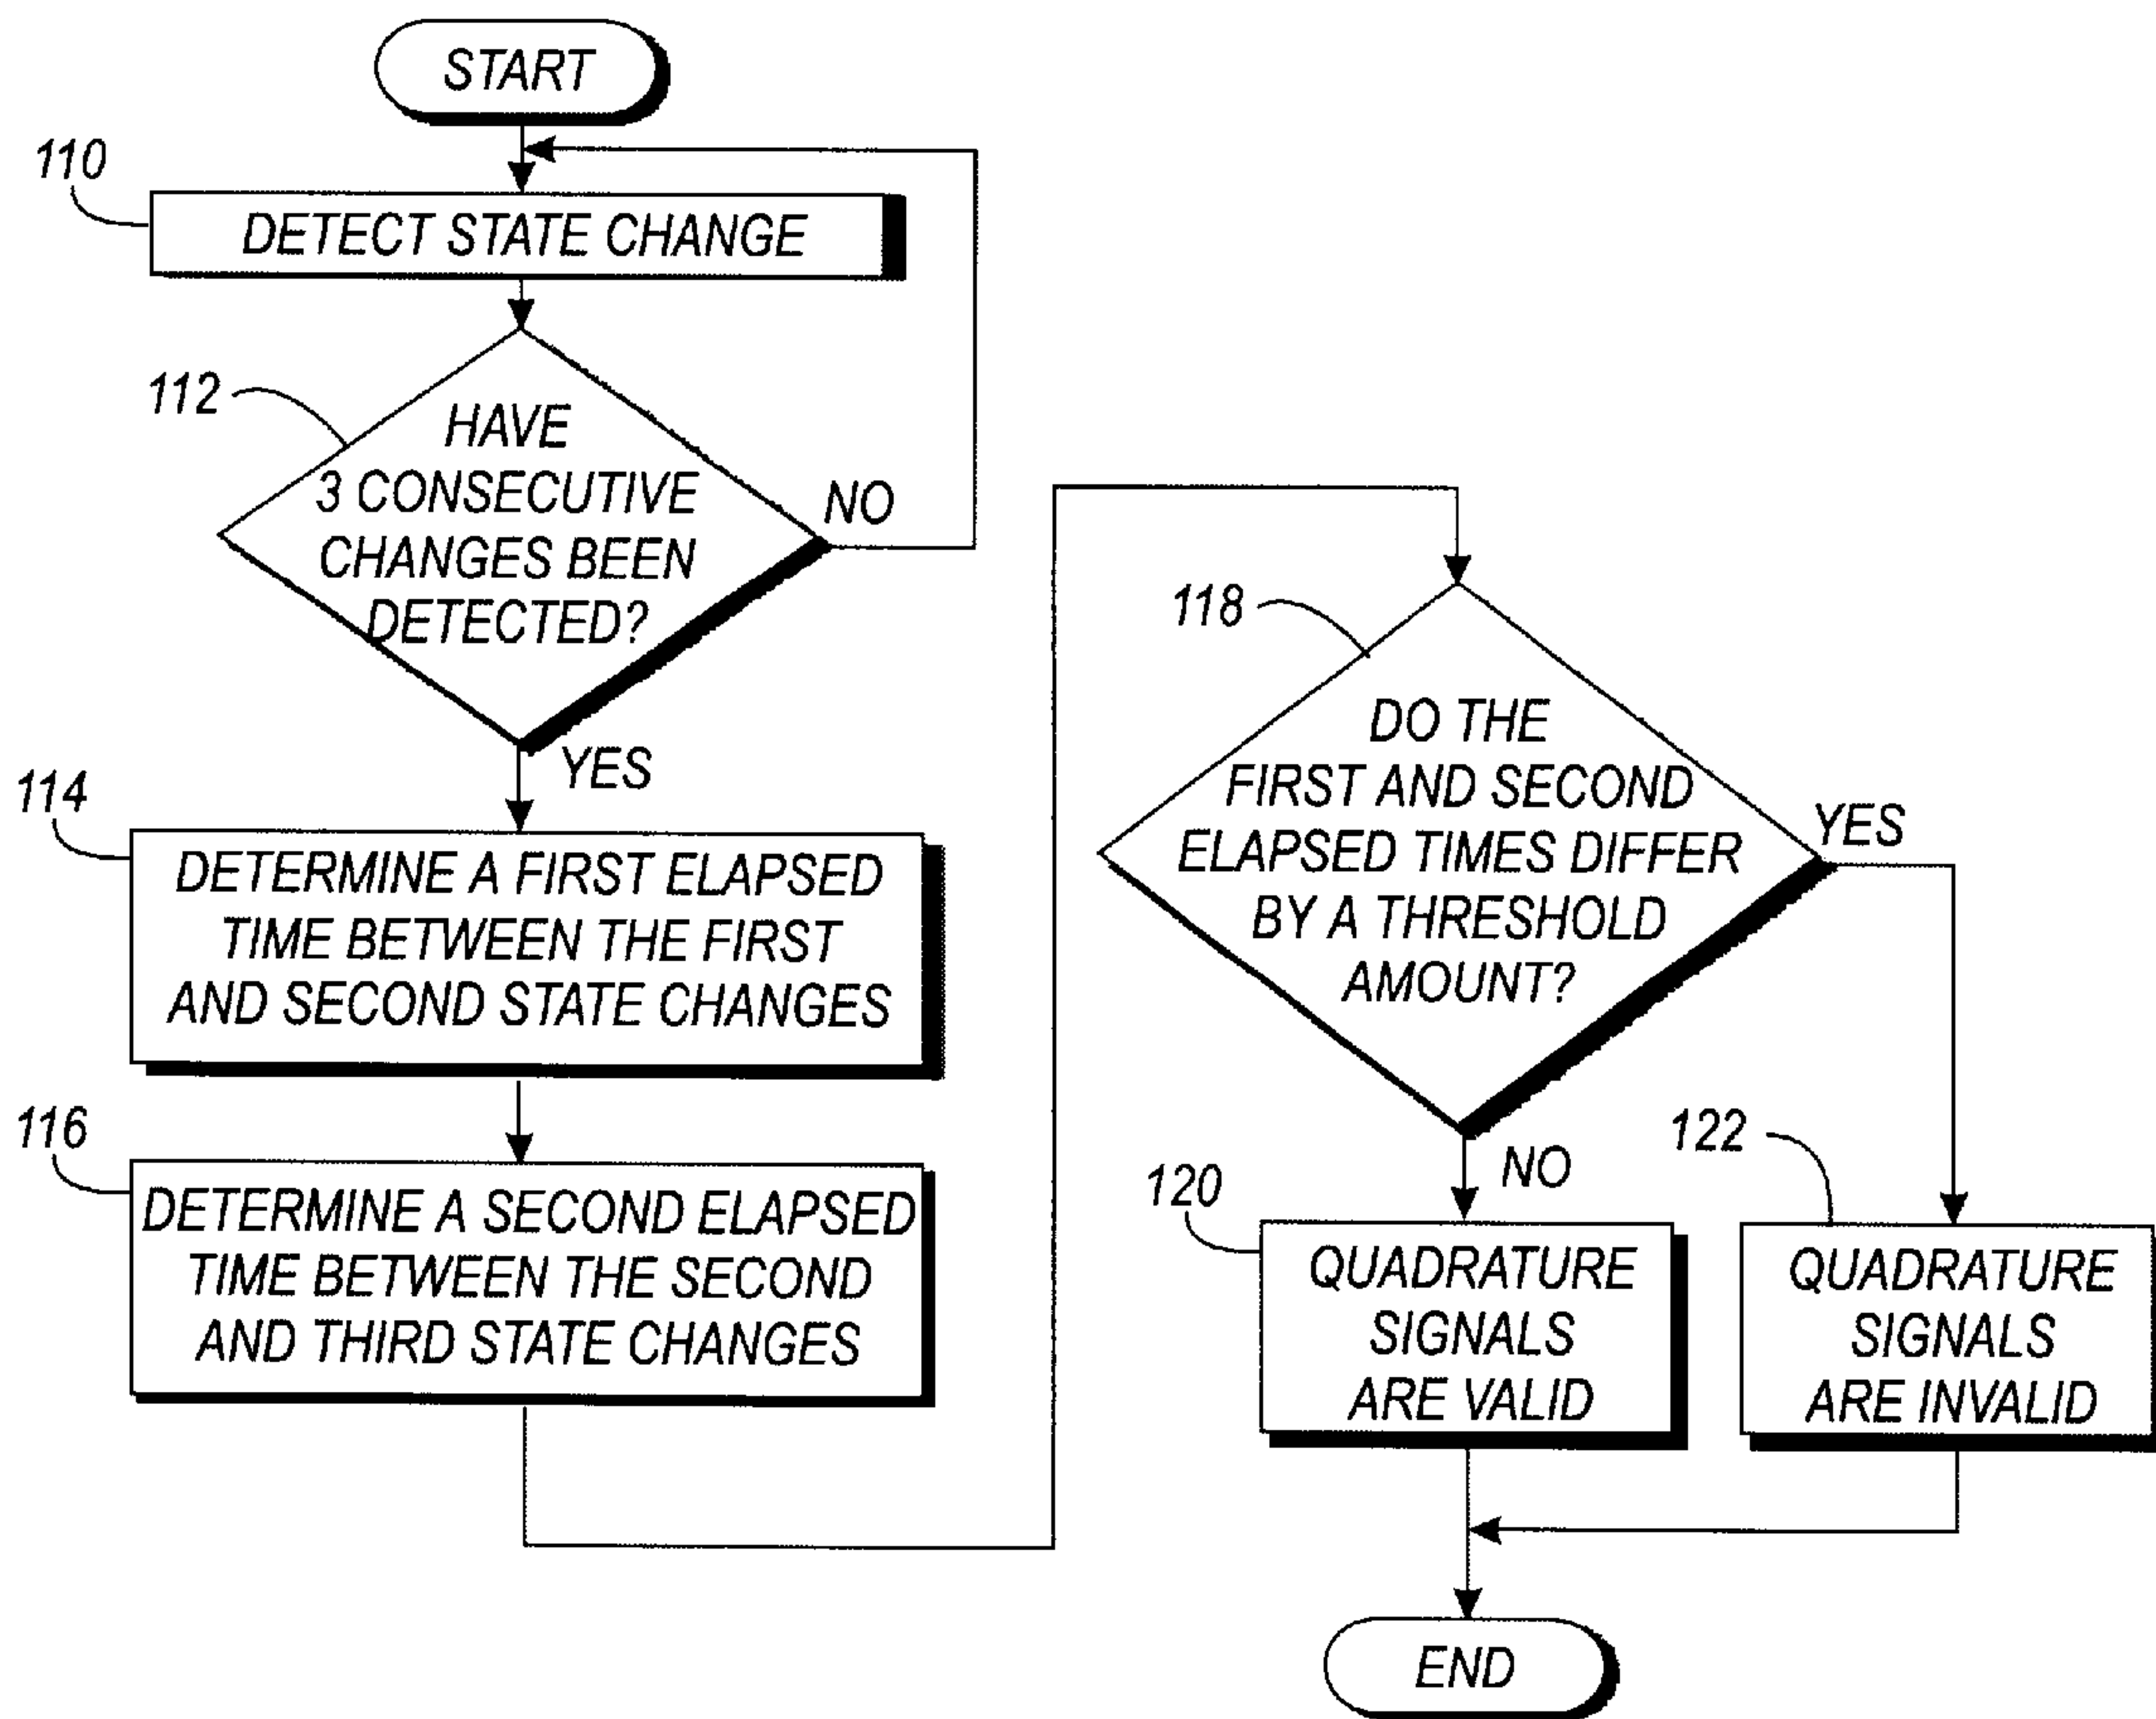 START
110
DETECT STATE CHANGE
112
HAVE
3 CONSECUTIVE
CHANGES BEEN
DETECTED?
NO
YES
114
DETERMINE A FIRST ELAPSED
TIME BETWEEN THE FIRST
AND SECOND STATE CHANGES
116
DETERMINE A SECOND ELAPSED
TIME BETWEEN THE SECOND
AND THIRD STATE CHANGES
118
DO THE
FIRST AND SECOND
ELAPSED TIMES DIFFER
BY A THRESHOLD
AMOUNT?
YES
NO
120
QUADRATURE
SIGNALS
ARE VALID
122
QUADRATURE
SIGNALS
ARE INVALID
END